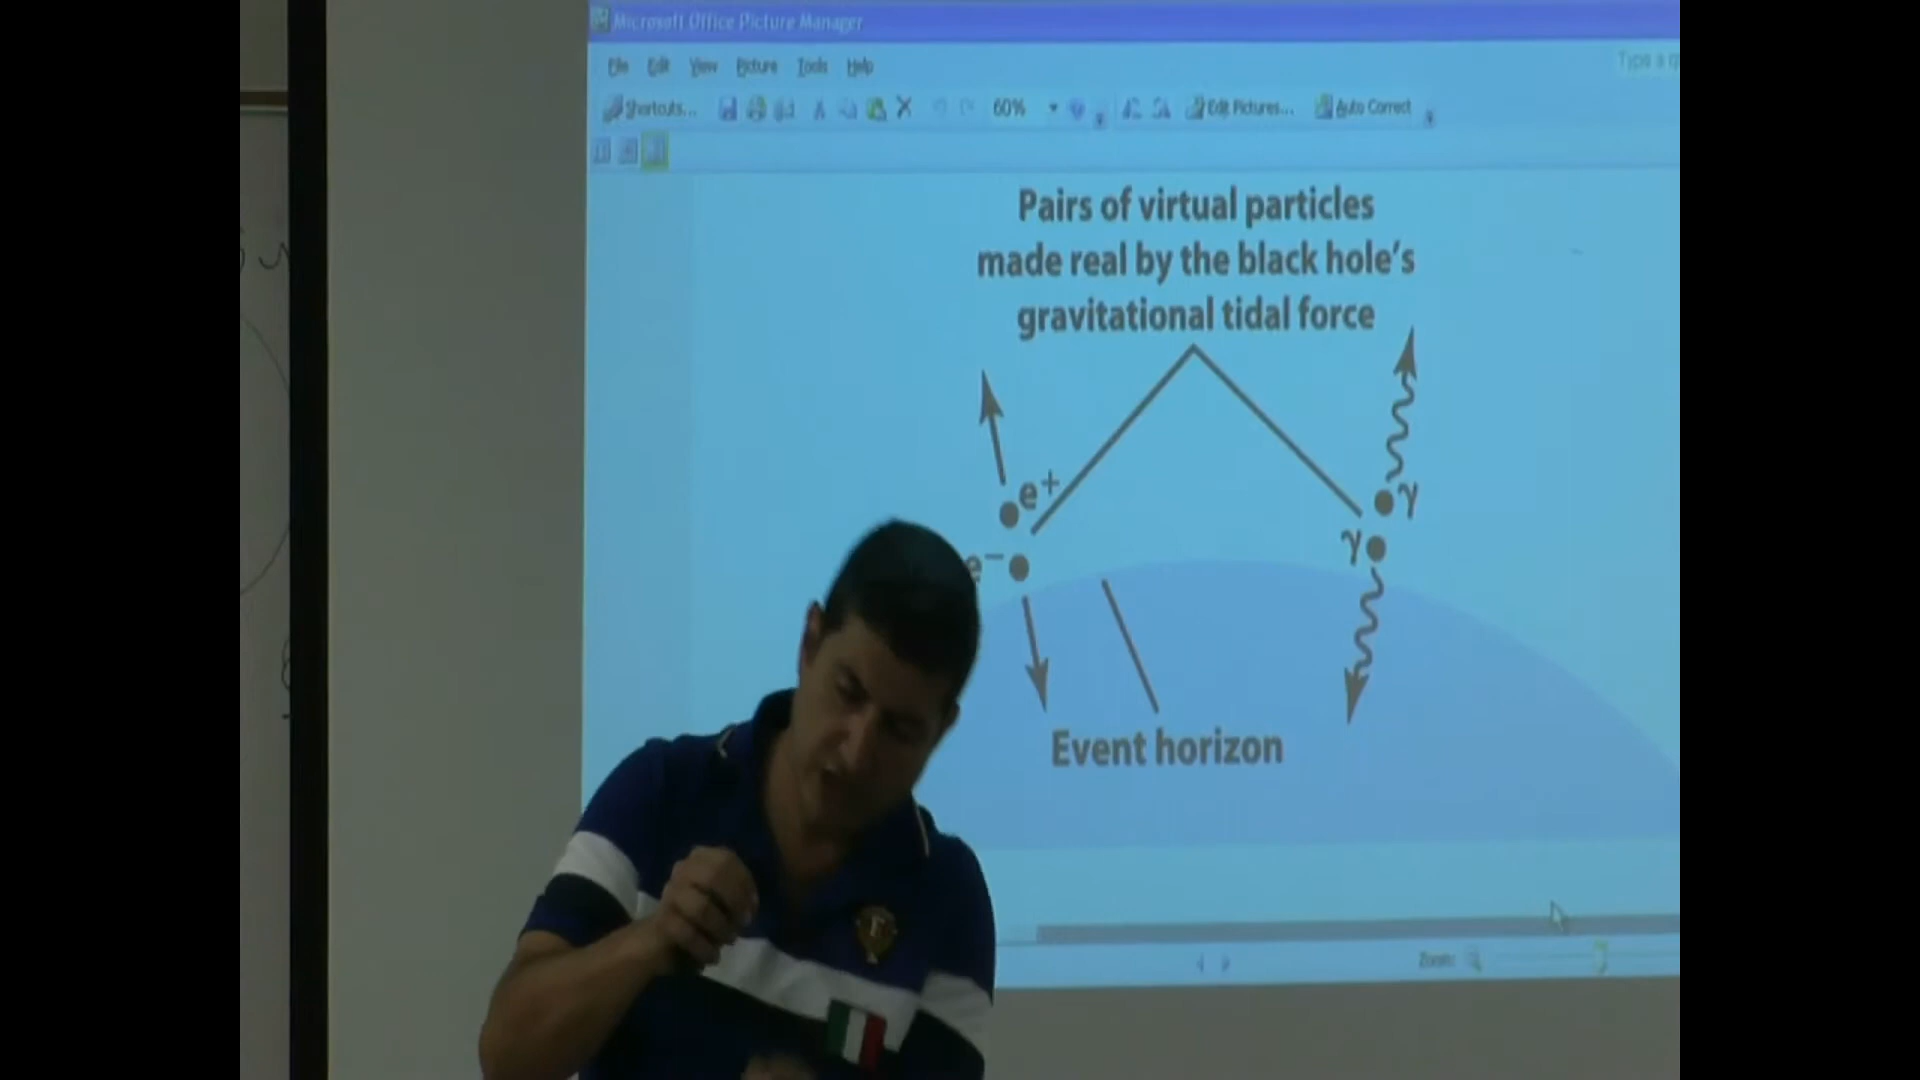 Microsoft Office Picture Manager
File Edit View Picture Tools Help
Type a q
Shortcuts... 60% Edit Pictures... Auto Correct
Pairs of virtual particles
made real by the black hole's
gravitational tidal force
e+
γ
e−
γ
Event horizon
Zoom: